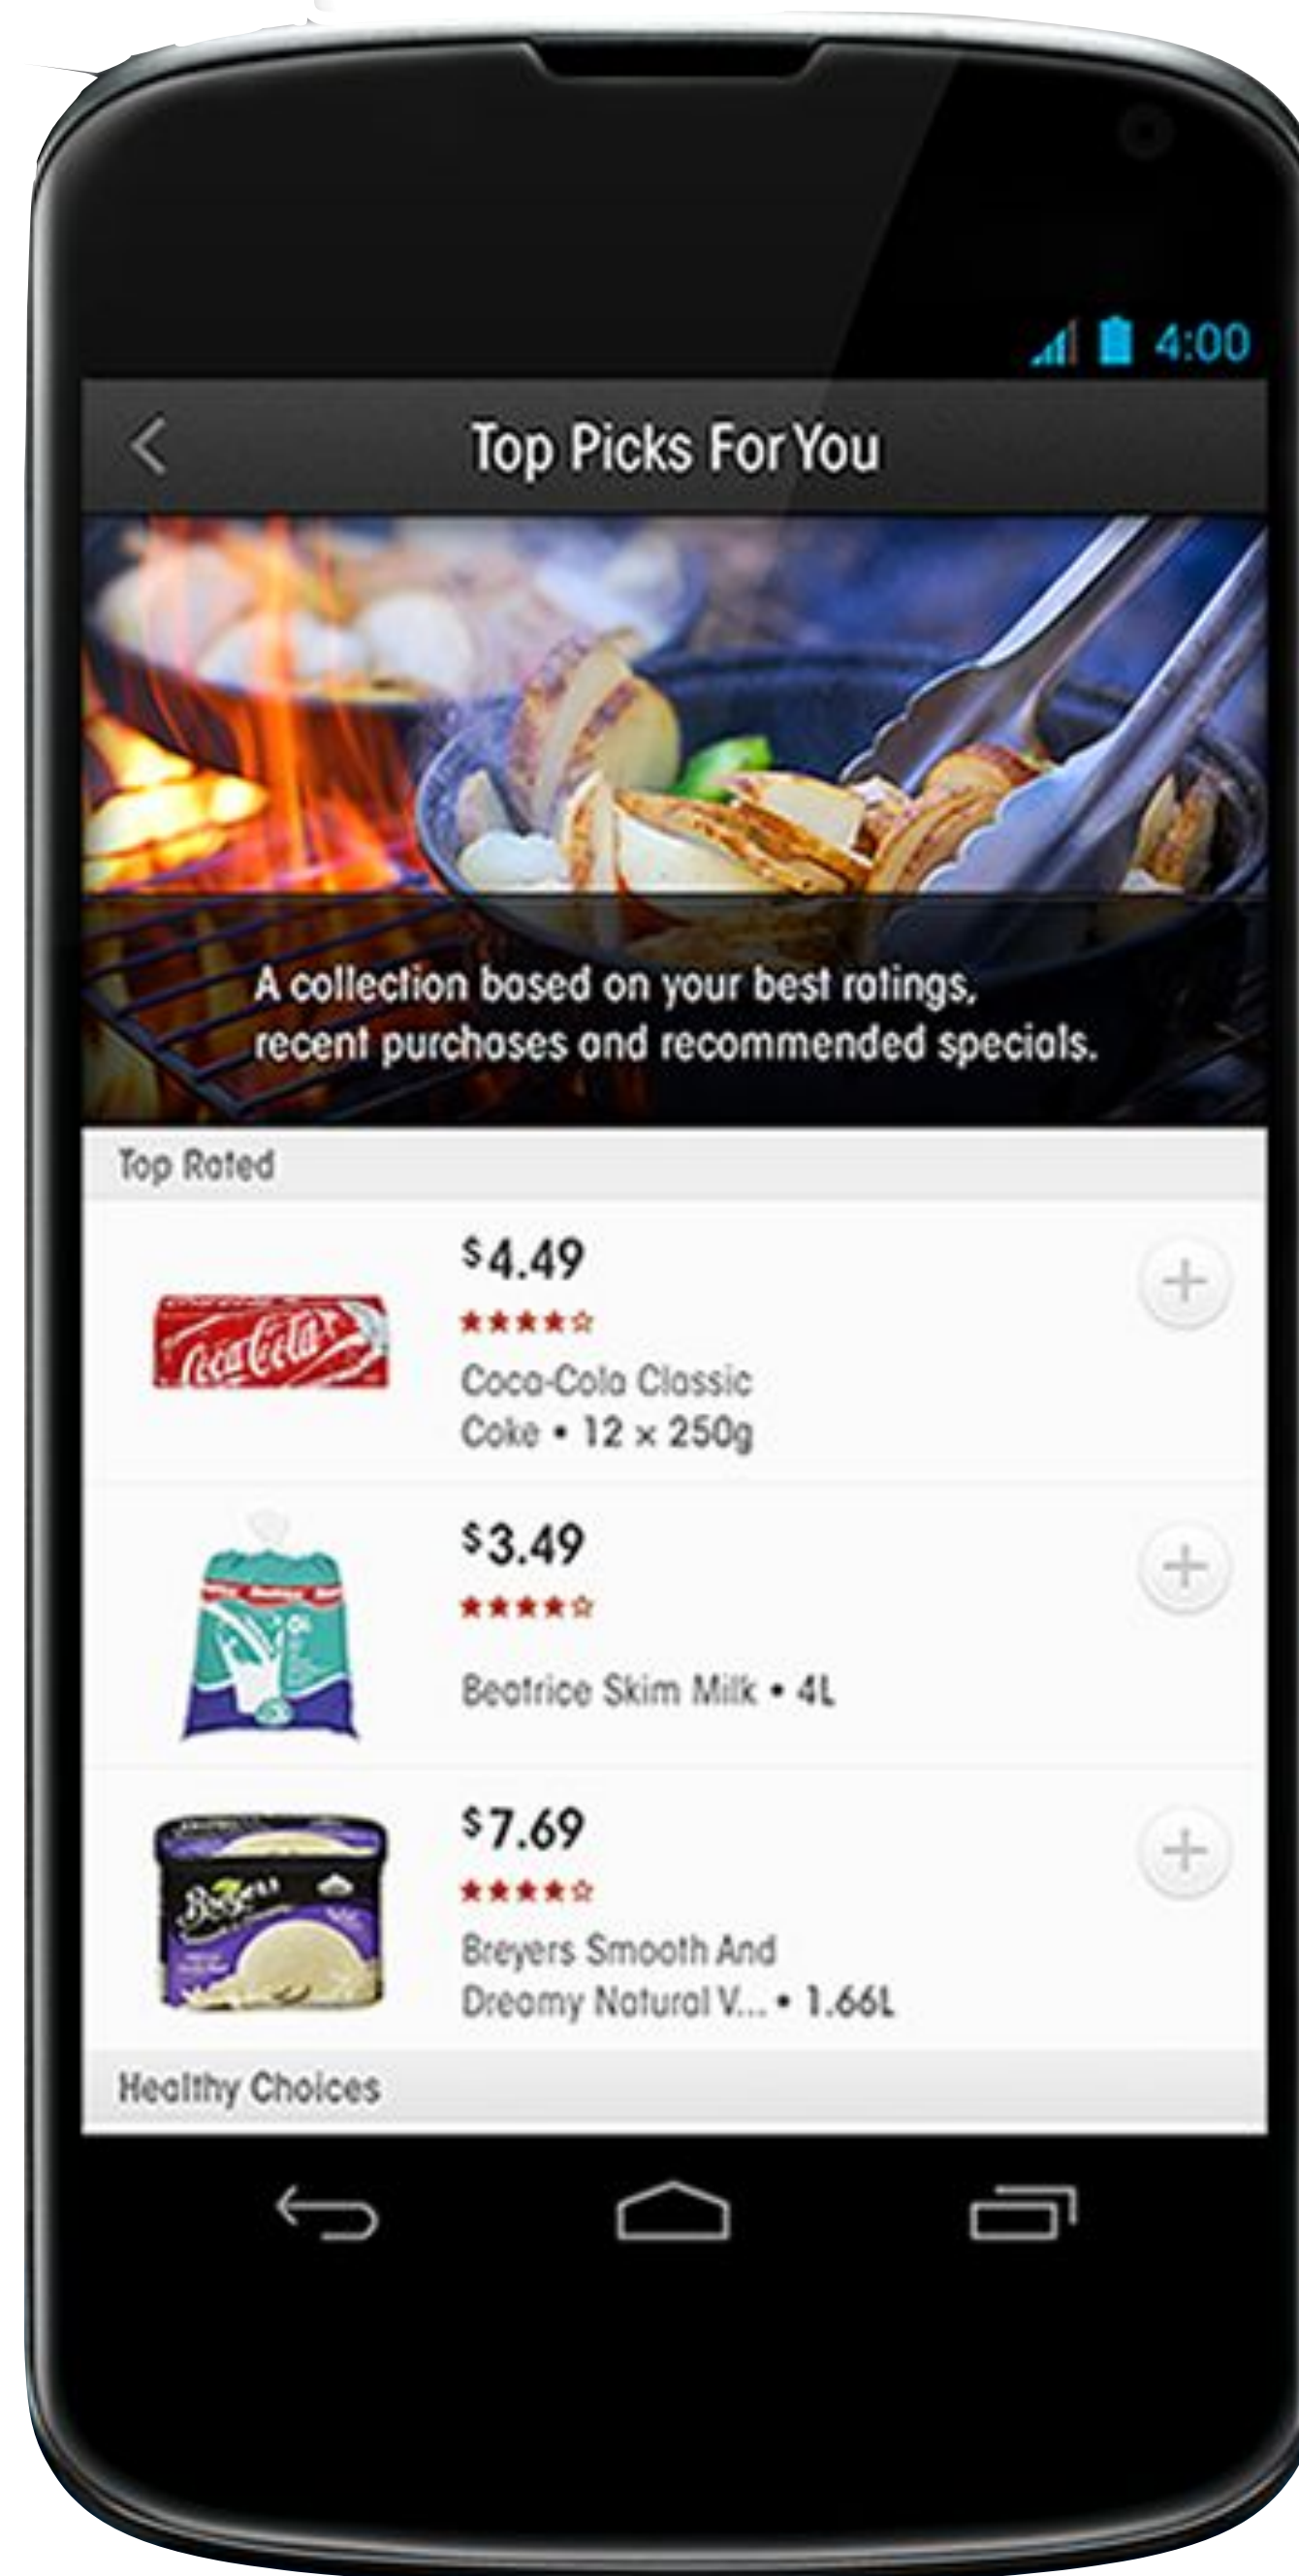 4:00
Top Picks For You
A collection based on your best ratings,
recent purchases and recommended specials.
Top Rated
$4.49
Coca-Cola
Coca-Cola Classic
Coke • 12 × 250g
$3.49
Beatrice Skim Milk • 4L
$7.69
Breyers
Breyers Smooth And
Dreamy Natural V... • 1.66L
Healthy Choices